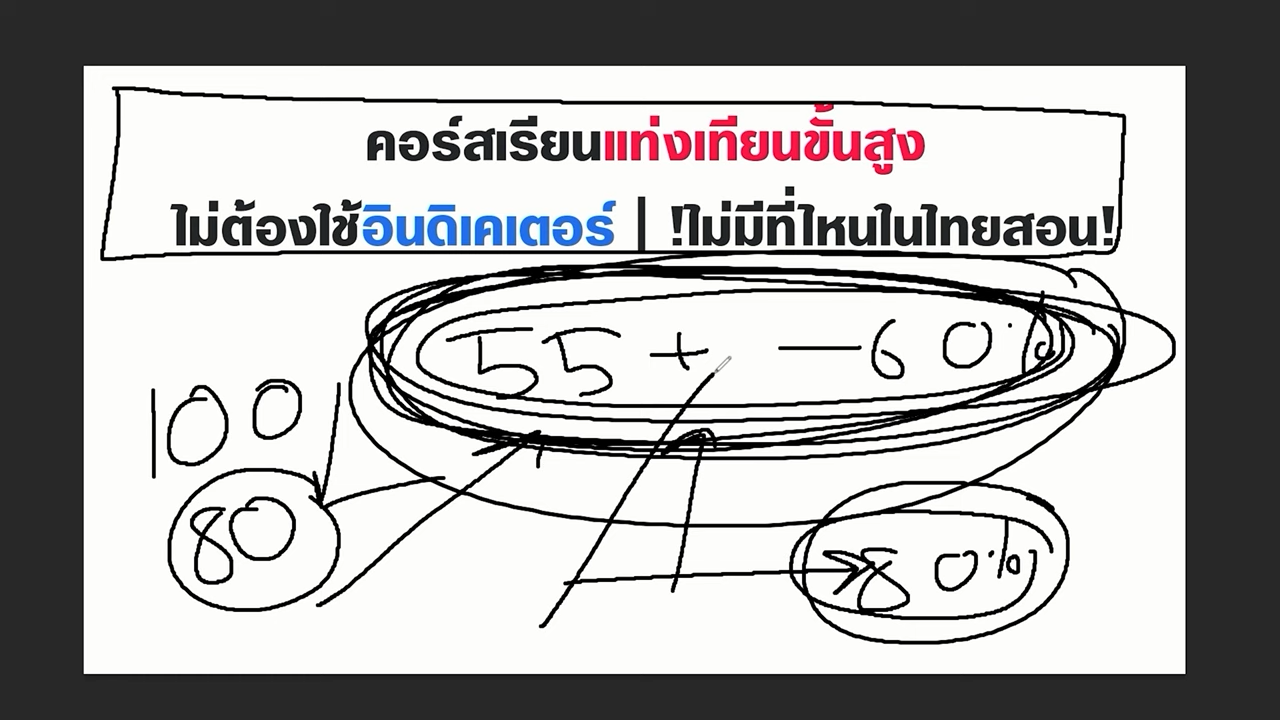 คอร์สเรียนแท่งเทียนขั้นสูง
ไม่ต้องใช้อินดิเคเตอร์ | !ไม่มีที่ไหนในไทยสอน!
55 + — 60%
100
80
80%